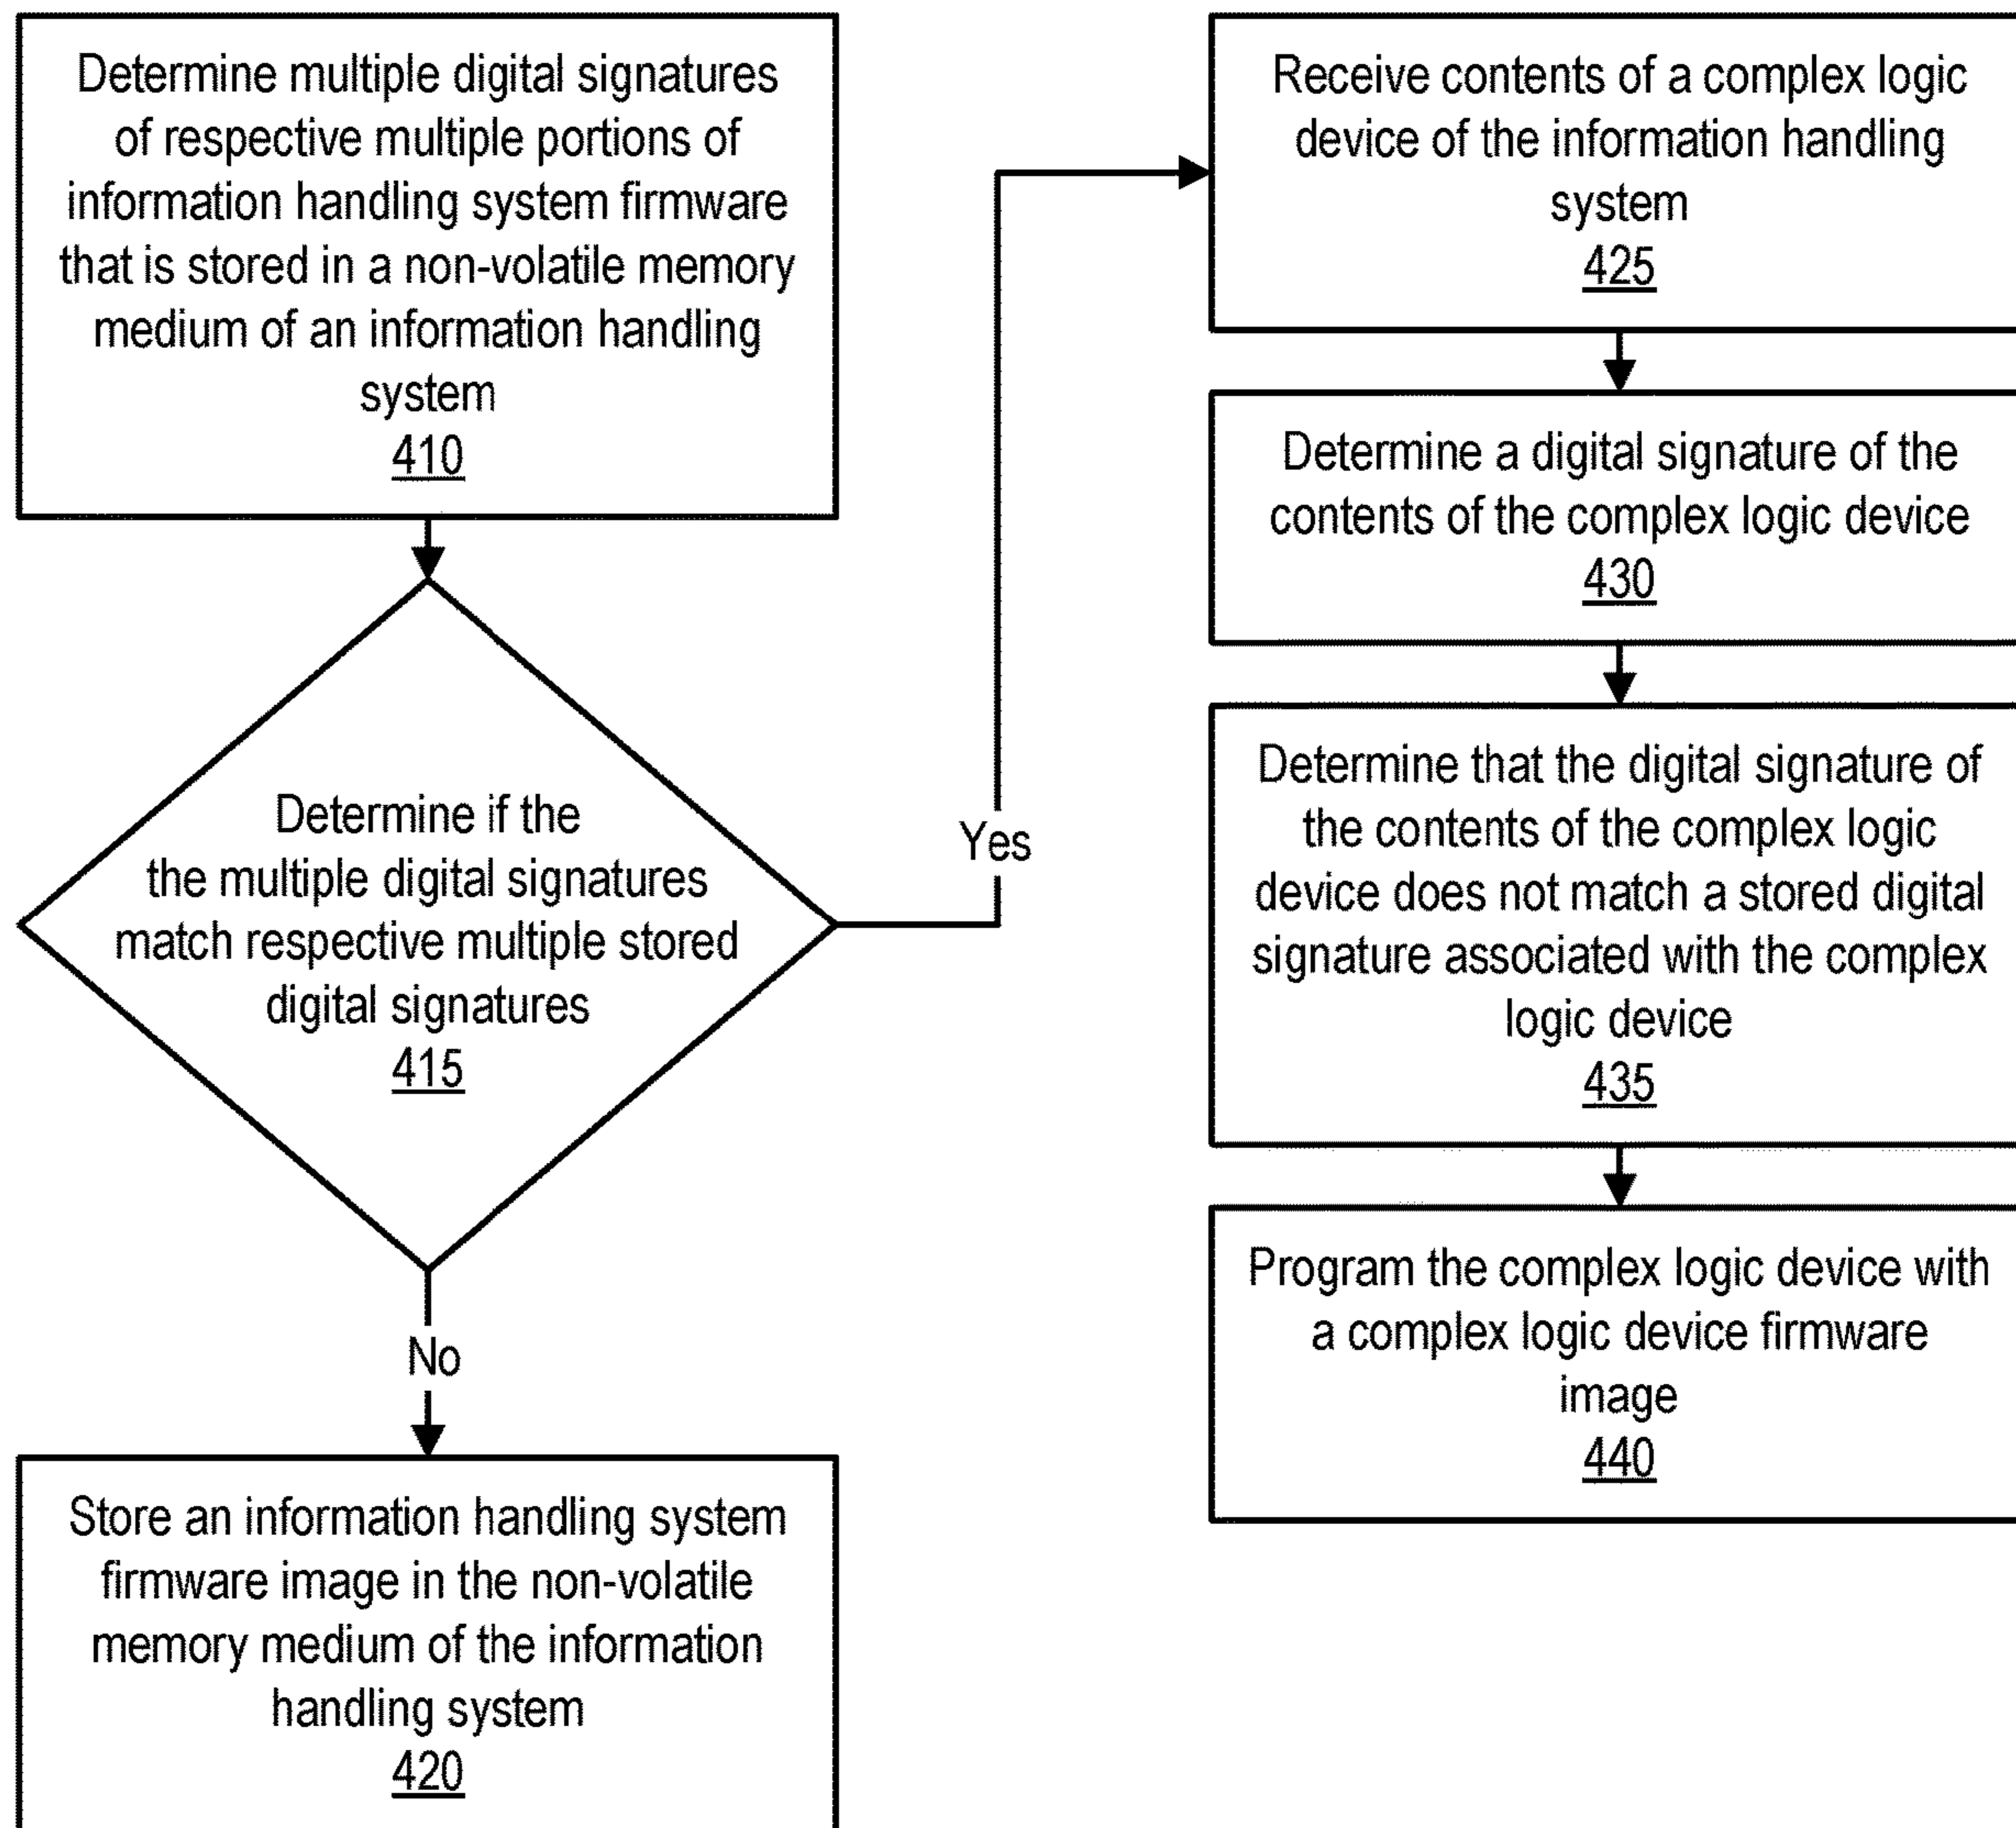 Determine multiple digital signatures
of respective multiple portions of
information handling system firmware
that is stored in a non-volatile memory
medium of an information handling
system
410
Determine if the
the multiple digital signatures
match respective multiple stored
digital signatures
415
Yes
No
Store an information handling system
firmware image in the non-volatile
memory medium of the information
handling system
420
Receive contents of a complex logic
device of the information handling
system
425
Determine a digital signature of the
contents of the complex logic device
430
Determine that the digital signature of
the contents of the complex logic
device does not match a stored digital
signature associated with the complex
logic device
435
Program the complex logic device with
a complex logic device firmware
image
440